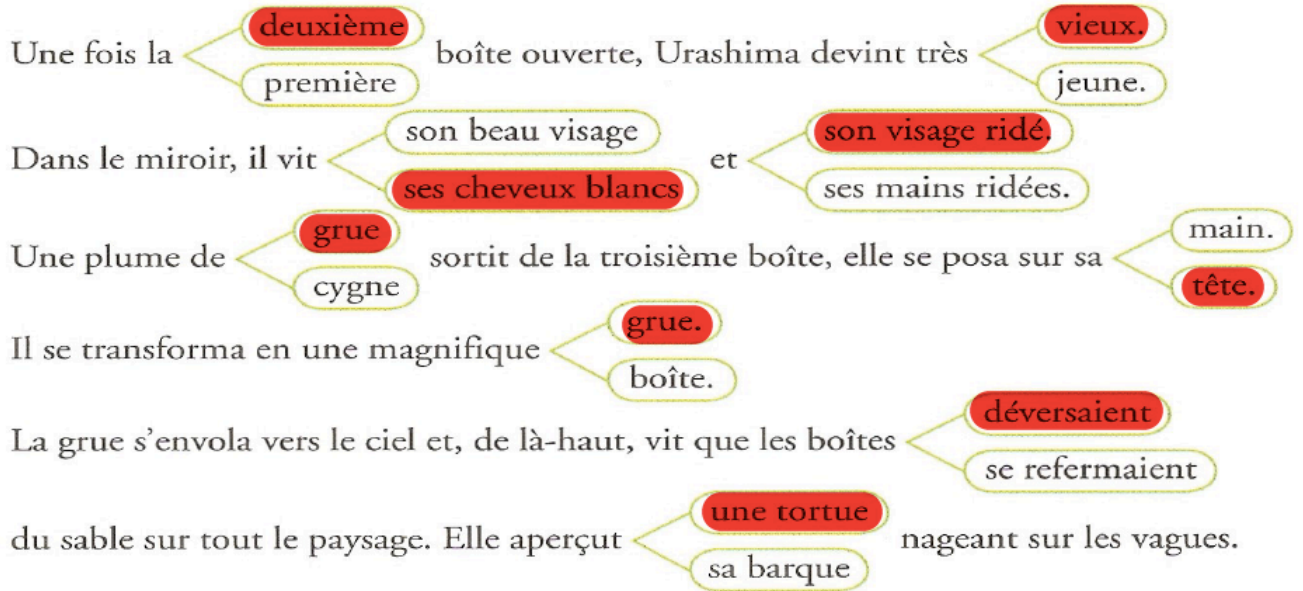 deuxième
vieux.
Une fois la
boîte ouverte, Urashima devint très
première
jeune.
son beau visage
son visage ridé.
Dans le miroir, il vit
et
ses cheveux blancs
ses mains ridées.
grue
main.
Une plume de
sortit de la troisième boîte, elle se posa sur sa
cygne
tête.
grue.
Il se transforma en une magnifique
boîte.
déversaient
La grue s'envola vers le ciel et, de là-haut, vit que les boîtes
se refermaient
une tortue
du sable sur tout le paysage. Elle aperçut
nageant sur les vagues.
sa barque